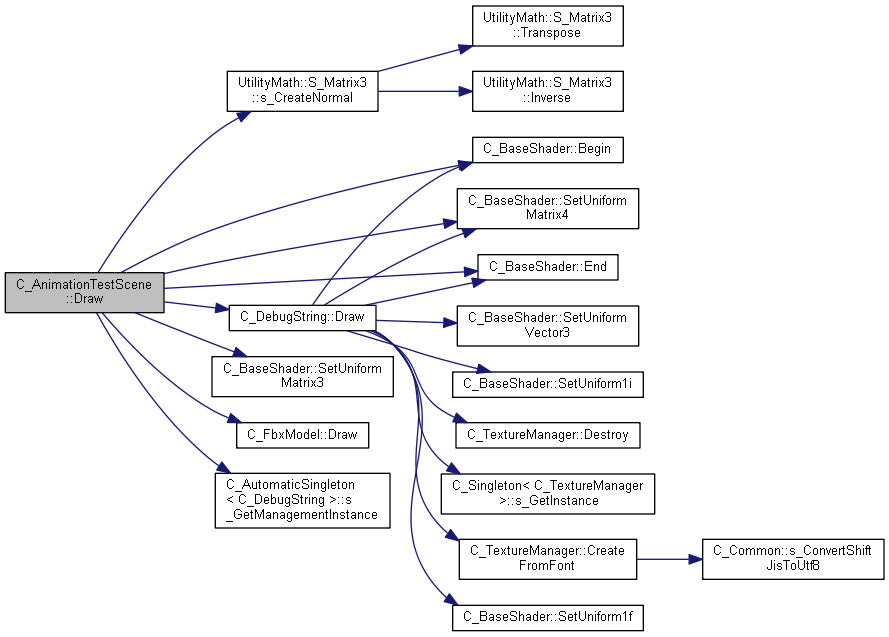 UtilityMath::S_Matrix3
::Transpose
UtilityMath::S_Matrix3
::s_CreateNormal
UtilityMath::S_Matrix3
::Inverse
C_BaseShader::Begin
C_BaseShader::SetUniform
Matrix4
C_BaseShader::End
C_AnimationTestScene
::Draw
C_DebugString::Draw
C_BaseShader::SetUniform
Vector3
C_BaseShader::SetUniform
Matrix3
C_BaseShader::SetUniform1i
C_FbxModel::Draw
C_TextureManager::Destroy
C_AutomaticSingleton
< C_DebugString >::s
_GetManagementInstance
C_Singleton< C_TextureManager
>::s_GetInstance
C_TextureManager::Create
FromFont
C_Common::s_ConvertShift
JisToUtf8
C_BaseShader::SetUniform1f